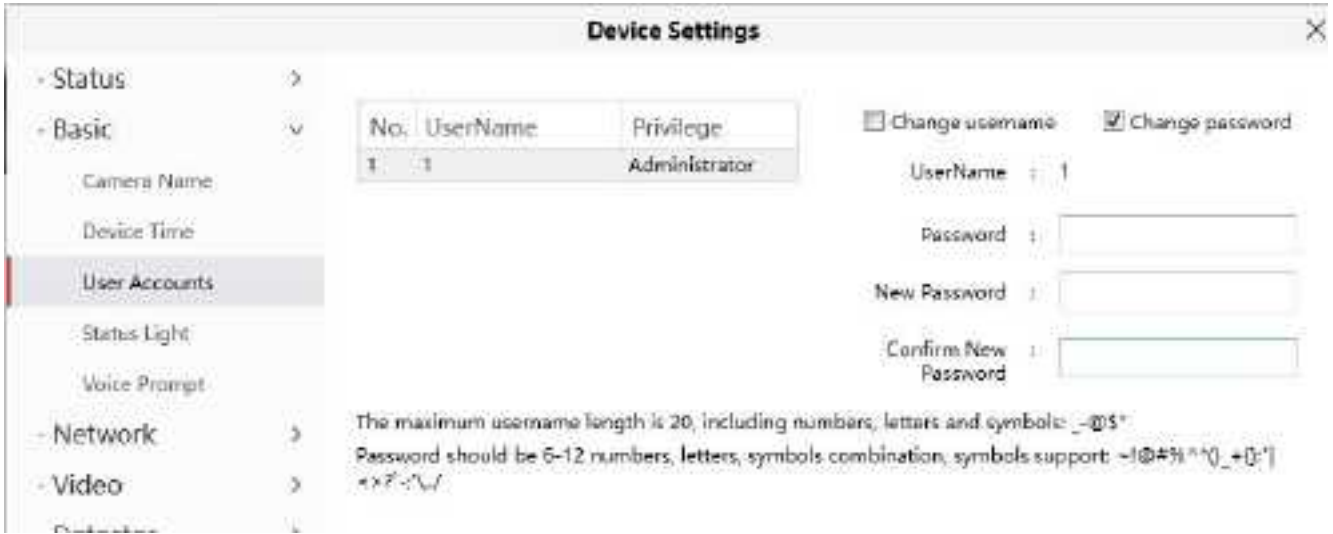 Device Settings
- Status
- Basic
Camera Name
Device Time
User Accounts
Status Light
Voice Prompt
- Network
- Video
No. UserName Privilege
1 1 Administrator
Change username Change password
UserName : 1
Password :
New Password :
Confirm New
Password
The maximum username length is 20, including numbers, letters and symbols: _-@$*
Password should be 6-12 numbers, letters, symbols combination, symbols support: